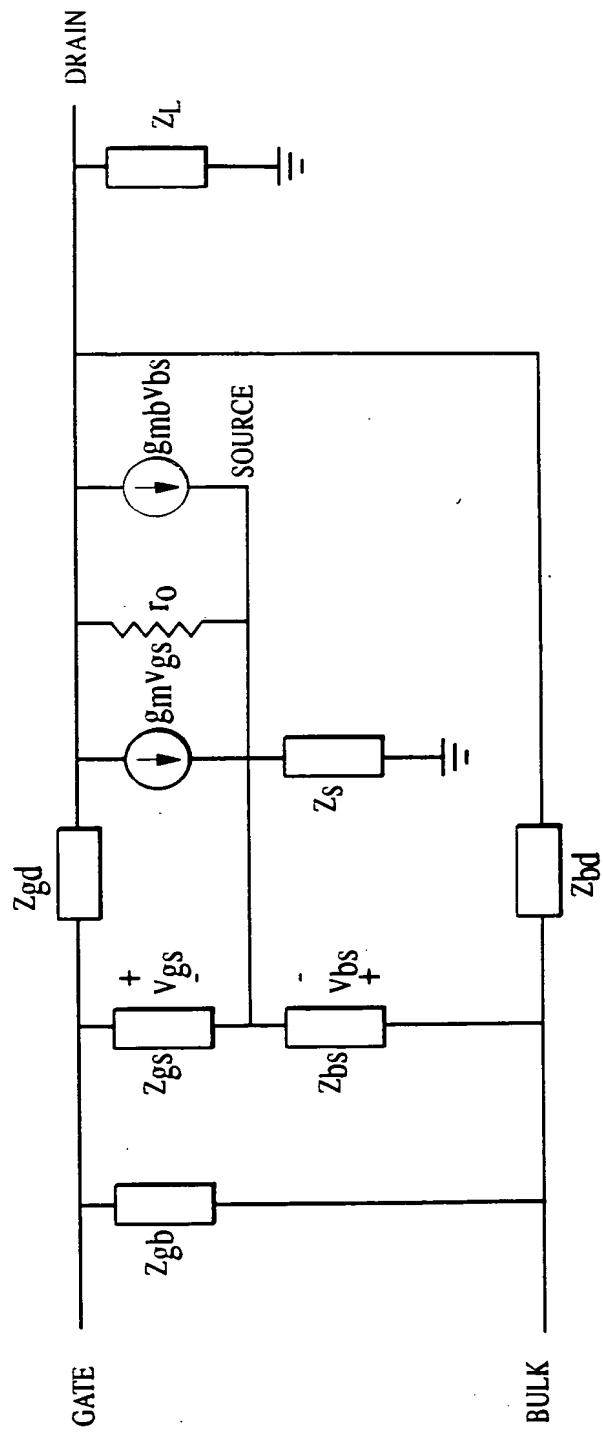 GATE
DRAIN
BULK
SOURCE
Zgb
Zgs
+
vgs
-
Zbs
-
vbs
+
Zgd
gmvgs
ro
gmbvbs
Zs
Zbd
ZL